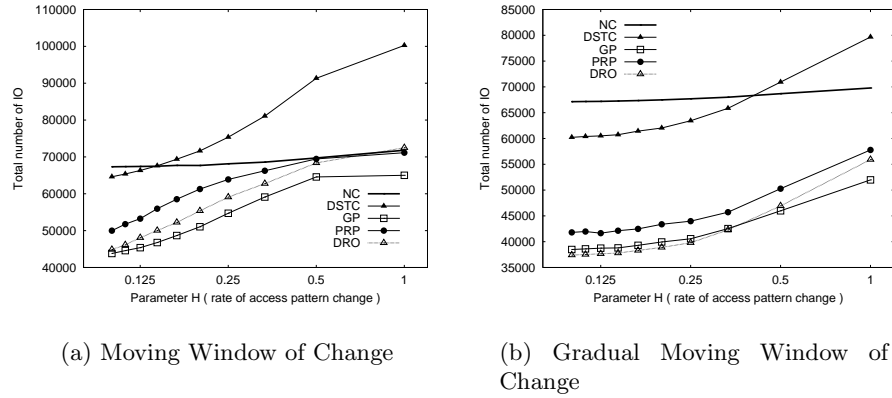 110000
100000
90000
80000
70000
60000
50000
40000
Total number of IO
0.125 0.25 0.5 1
Parameter H ( rate of access pattern change )
NC
DSTC
GP
PRP
DRO
(a) Moving Window of Change
85000
80000
75000
70000
65000
60000
55000
50000
45000
40000
35000
Total number of IO
0.125 0.25 0.5 1
Parameter H ( rate of access pattern change )
NC
DSTC
GP
PRP
DRO
(b) Gradual Moving Window of
Change